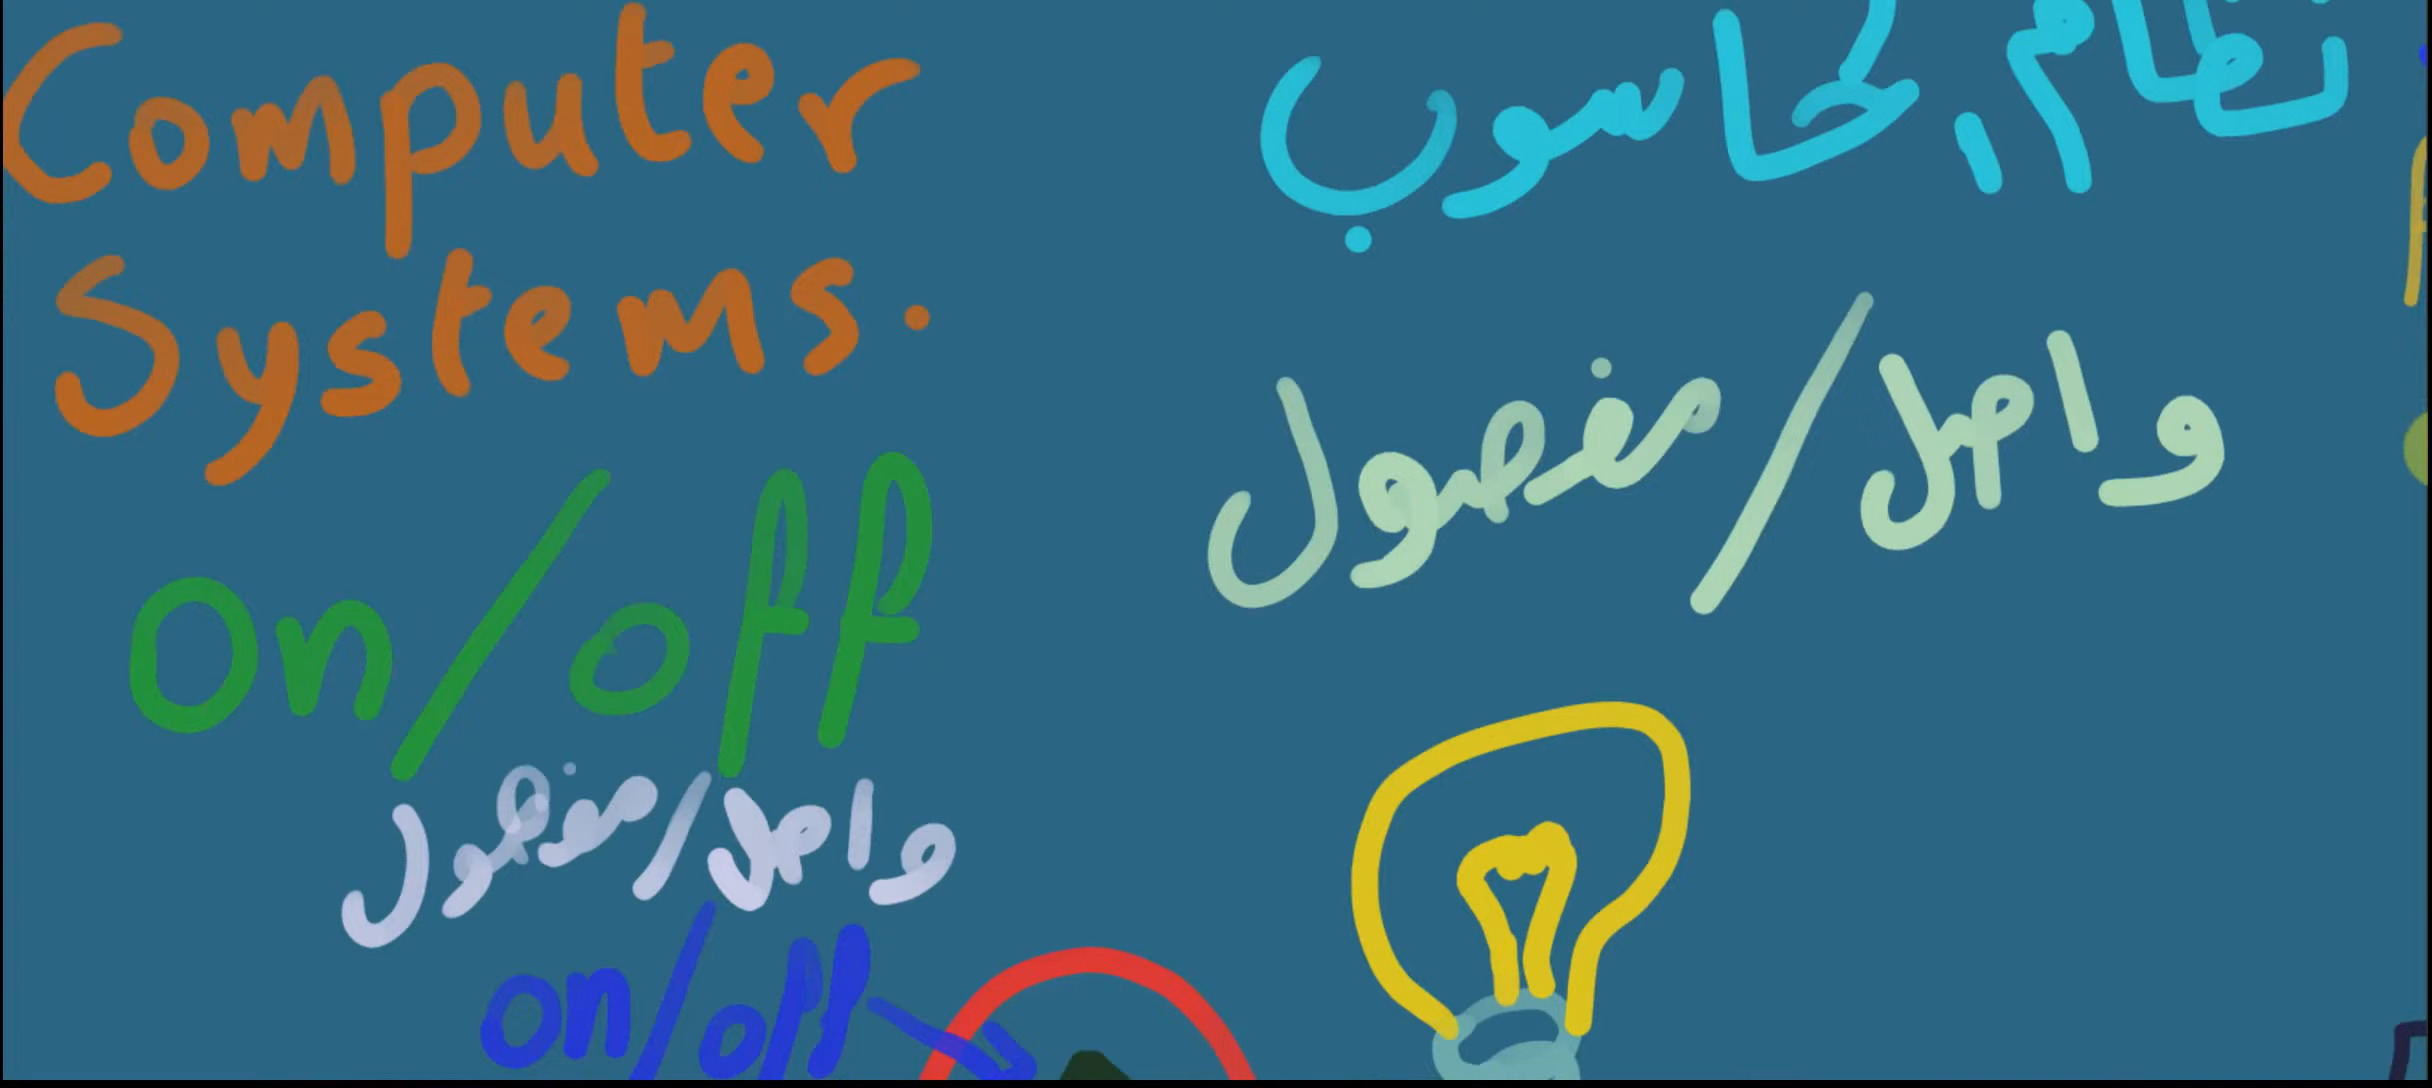 Computer
Systems.
نظام الحاسوب
واصل/مفصول
on/off
واصل/مفصول
on/off